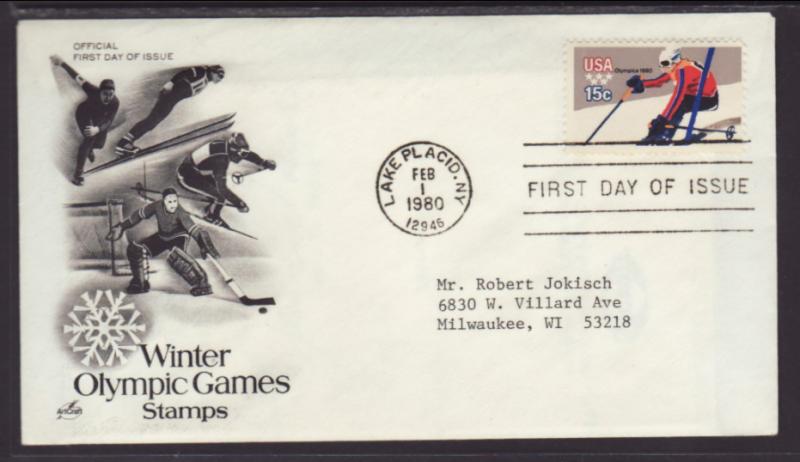 OFFICIAL
FIRST DAY OF ISSUE
USA
Olympics 1980
15c
LAKE PLACID, NY
FEB
1
1980
12946
FIRST DAY OF ISSUE
Mr. Robert Jokisch
6830 W. Villard Ave
Milwaukee, WI 53218
Winter
Olympic Games
Stamps
ArtCraft